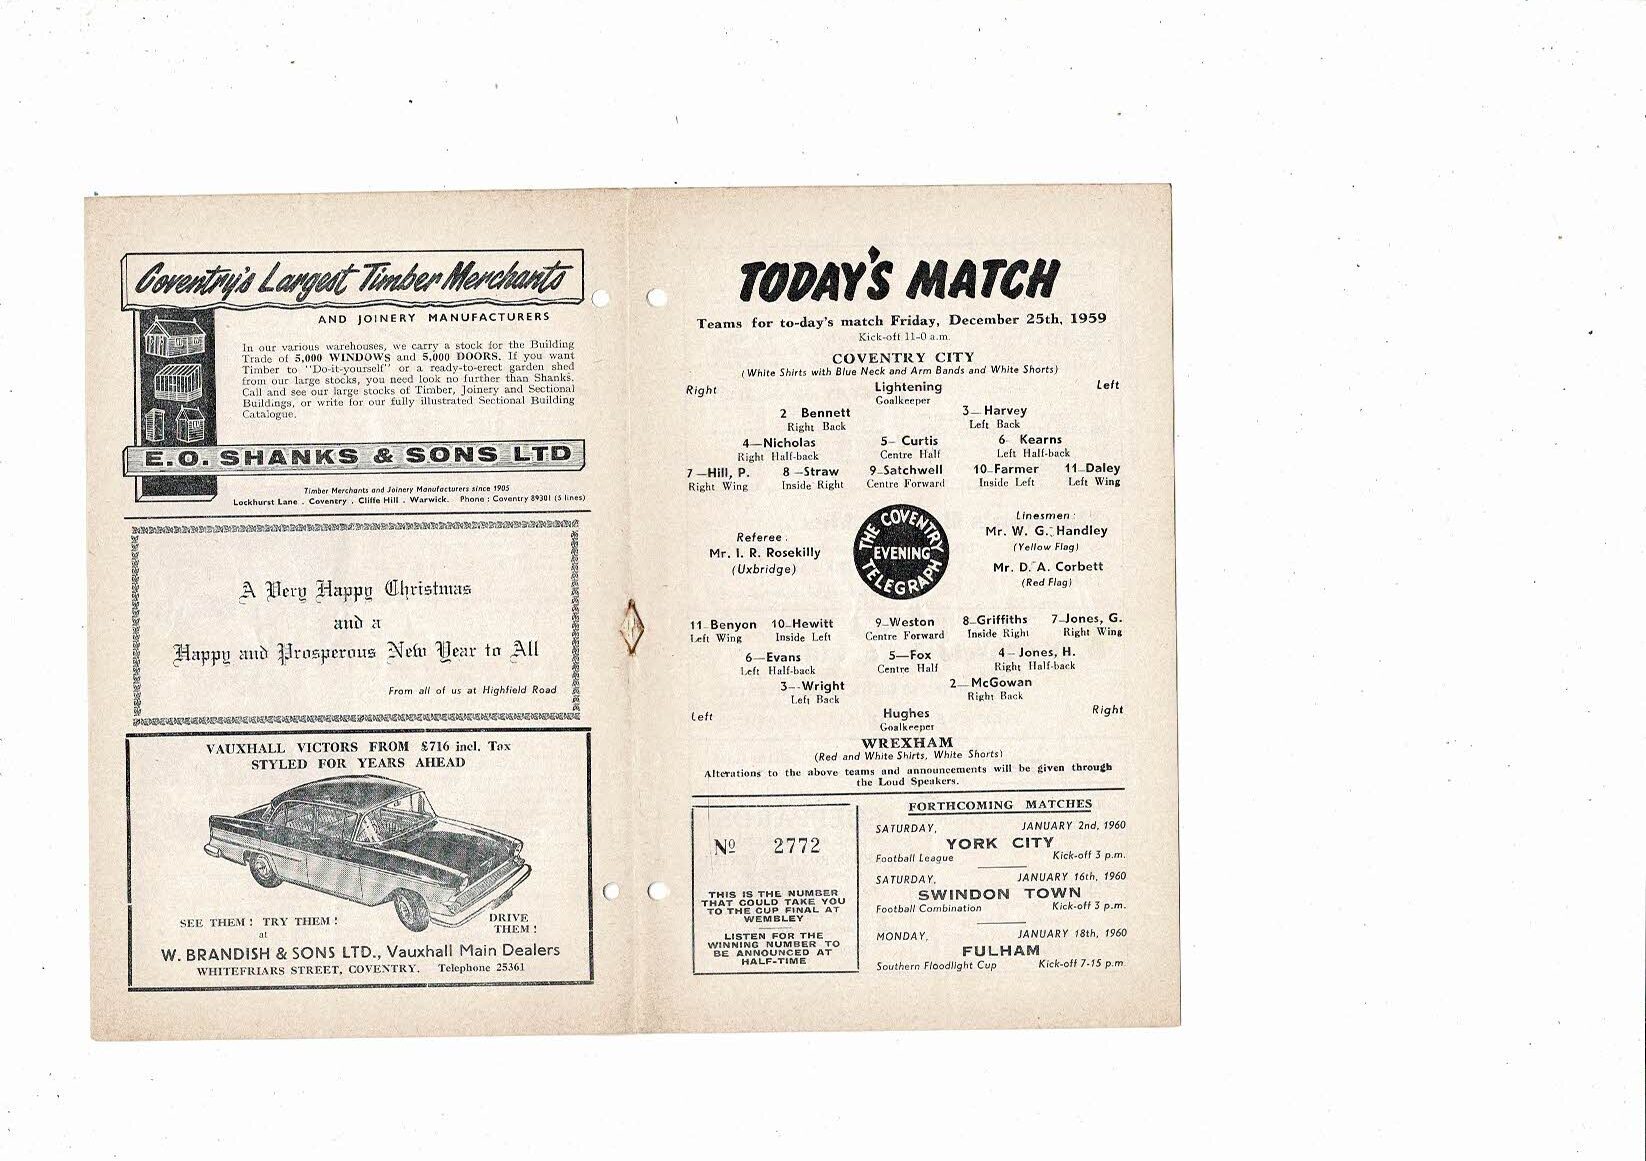 Coventry's Largest Timber Merchants
AND JOINERY MANUFACTURERS
In our various warehouses, we carry a stock for the Building
Trade of 5,000 WINDOWS and 5,000 DOORS. If you want
Timber to "Do-it-yourself" or a ready-to-erect garden shed
from our large stocks, you need look no further than Shanks.
Call and see our large stocks of Timber, Joinery and Sectional
Buildings, or write for our fully illustrated Sectional Building
Catalogue.
E.O. SHANKS & SONS LTD
Timber Merchants and Joinery Manufacturers since 1905
Lockhurst Lane . Coventry . Cliffe Hill . Warwick. Phone : Coventry 89301 (5 lines)
A Very Happy Christmas
and a
Happy and Prosperous New Year to All
From all of us at Highfield Road
VAUXHALL VICTORS FROM £716 incl. Tax
STYLED FOR YEARS AHEAD
SEE THEM! TRY THEM!
DRIVE
THEM!
at
W. BRANDISH & SONS LTD., Vauxhall Main Dealers
WHITEFRIARS STREET, COVENTRY. Telephone 25361
TODAY'S MATCH
Teams for to-day's match Friday, December 25th, 1959
Kick-off 11-0 a.m.
COVENTRY CITY
(White Shirts with Blue Neck and Arm Bands and White Shorts)
Right Lightening Left
Goalkeeper
2 Bennett 3—Harvey
Right Back Left Back
4—Nicholas 5—Curtis 6—Kearns
Right Half-back Centre Half Left Half-back
7—Hill, P. 8—Straw 9—Satchwell 10—Farmer 11—Daley
Right Wing Inside Right Centre Forward Inside Left Left Wing
Referee :
Mr. I. R. Rosekilly
(Uxbridge)
THE COVENTRY
EVENING
TELEGRAPH
Linesmen :
Mr. W. G. Handley
(Yellow Flag)
Mr. D. A. Corbett
(Red Flag)
11—Benyon 10—Hewitt 9—Weston 8—Griffiths 7—Jones, G.
Left Wing Inside Left Centre Forward Inside Right Right Wing
6—Evans 5—Fox 4—Jones, H.
Left Half-back Centre Half Right Half-back
3—Wright 2—McGowan
Left Back Right Back
Left Hughes Right
Goalkeeper
WREXHAM
(Red and White Shirts, White Shorts)
Alterations to the above teams and announcements will be given through
the Loud Speakers.
No 2772
THIS IS THE NUMBER
THAT COULD TAKE YOU
TO THE CUP FINAL AT
WEMBLEY
LISTEN FOR THE
WINNING NUMBER TO
BE ANNOUNCED AT
HALF-TIME
FORTHCOMING MATCHES
SATURDAY, JANUARY 2nd, 1960
YORK CITY
Football League Kick-off 3 p.m.
SATURDAY, JANUARY 16th, 1960
SWINDON TOWN
Football Combination Kick-off 3 p.m.
MONDAY, JANUARY 18th, 1960
FULHAM
Southern Floodlight Cup Kick-off 7-15 p.m.